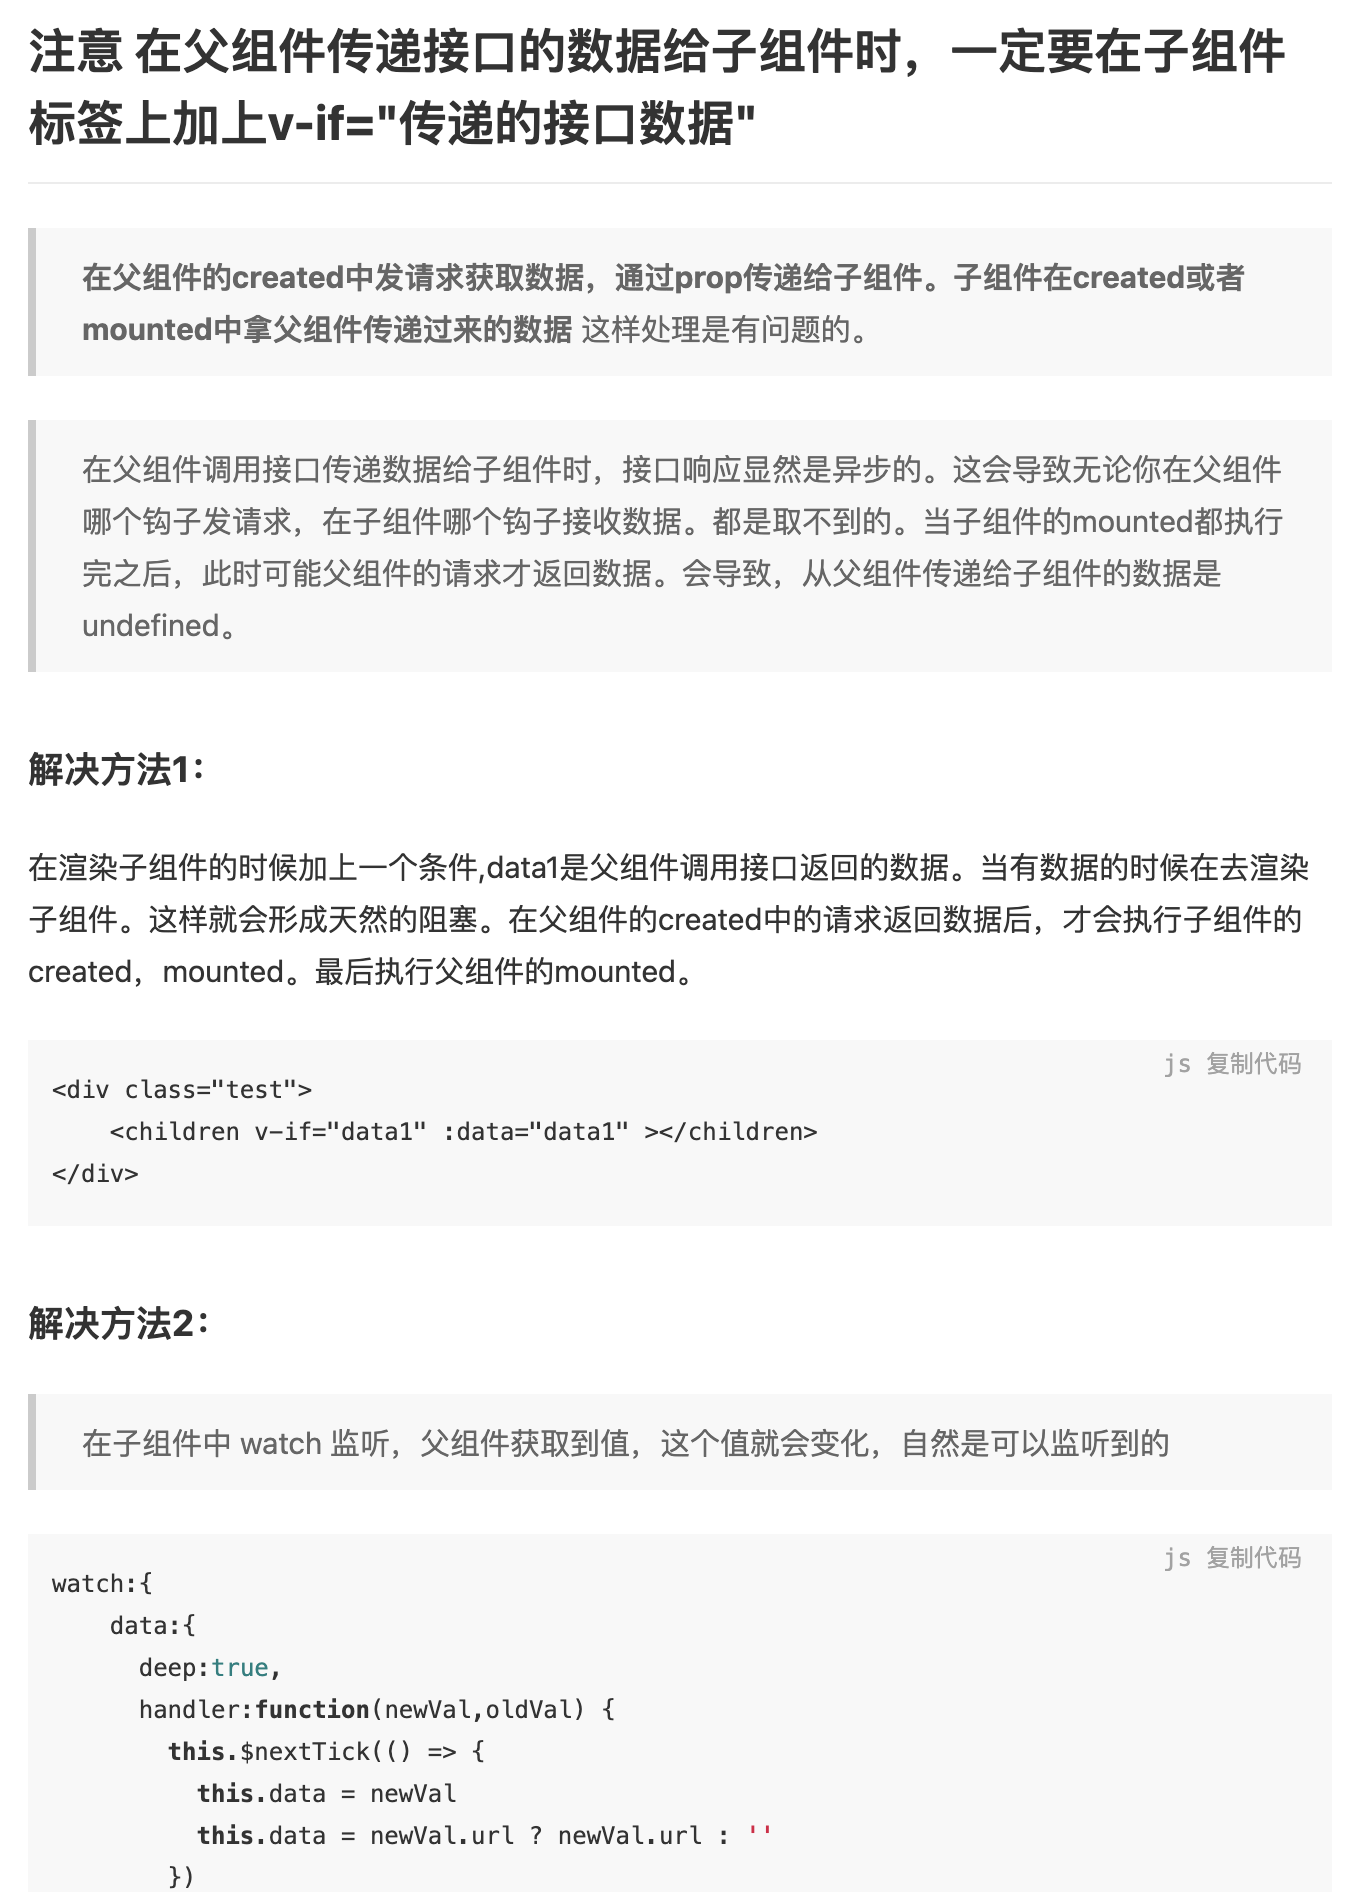 注意 在父组件传递接口的数据给子组件时，一定要在子组件
标签上加上v-if="传递的接口数据"
在父组件的created中发请求获取数据，通过prop传递给子组件。子组件在created或者
mounted中拿父组件传递过来的数据 这样处理是有问题的。
在父组件调用接口传递数据给子组件时，接口响应显然是异步的。这会导致无论你在父组件
哪个钩子发请求，在子组件哪个钩子接收数据。都是取不到的。当子组件的mounted都执行
完之后，此时可能父组件的请求才返回数据。会导致，从父组件传递给子组件的数据是
undefined。
解决方法1：
在渲染子组件的时候加上一个条件,data1是父组件调用接口返回的数据。当有数据的时候在去渲染
子组件。这样就会形成天然的阻塞。在父组件的created中的请求返回数据后，才会执行子组件的
created，mounted。最后执行父组件的mounted。
js 复制代码
<div class="test">
    <children v-if="data1" :data="data1" ></children>
</div>
解决方法2：
在子组件中 watch 监听，父组件获取到值，这个值就会变化，自然是可以监听到的
js 复制代码
watch:{
    data:{
      deep:true,
      handler:function(newVal,oldVal) {
        this.$nextTick(() => {
          this.data = newVal
          this.data = newVal.url ? newVal.url : ''
        })